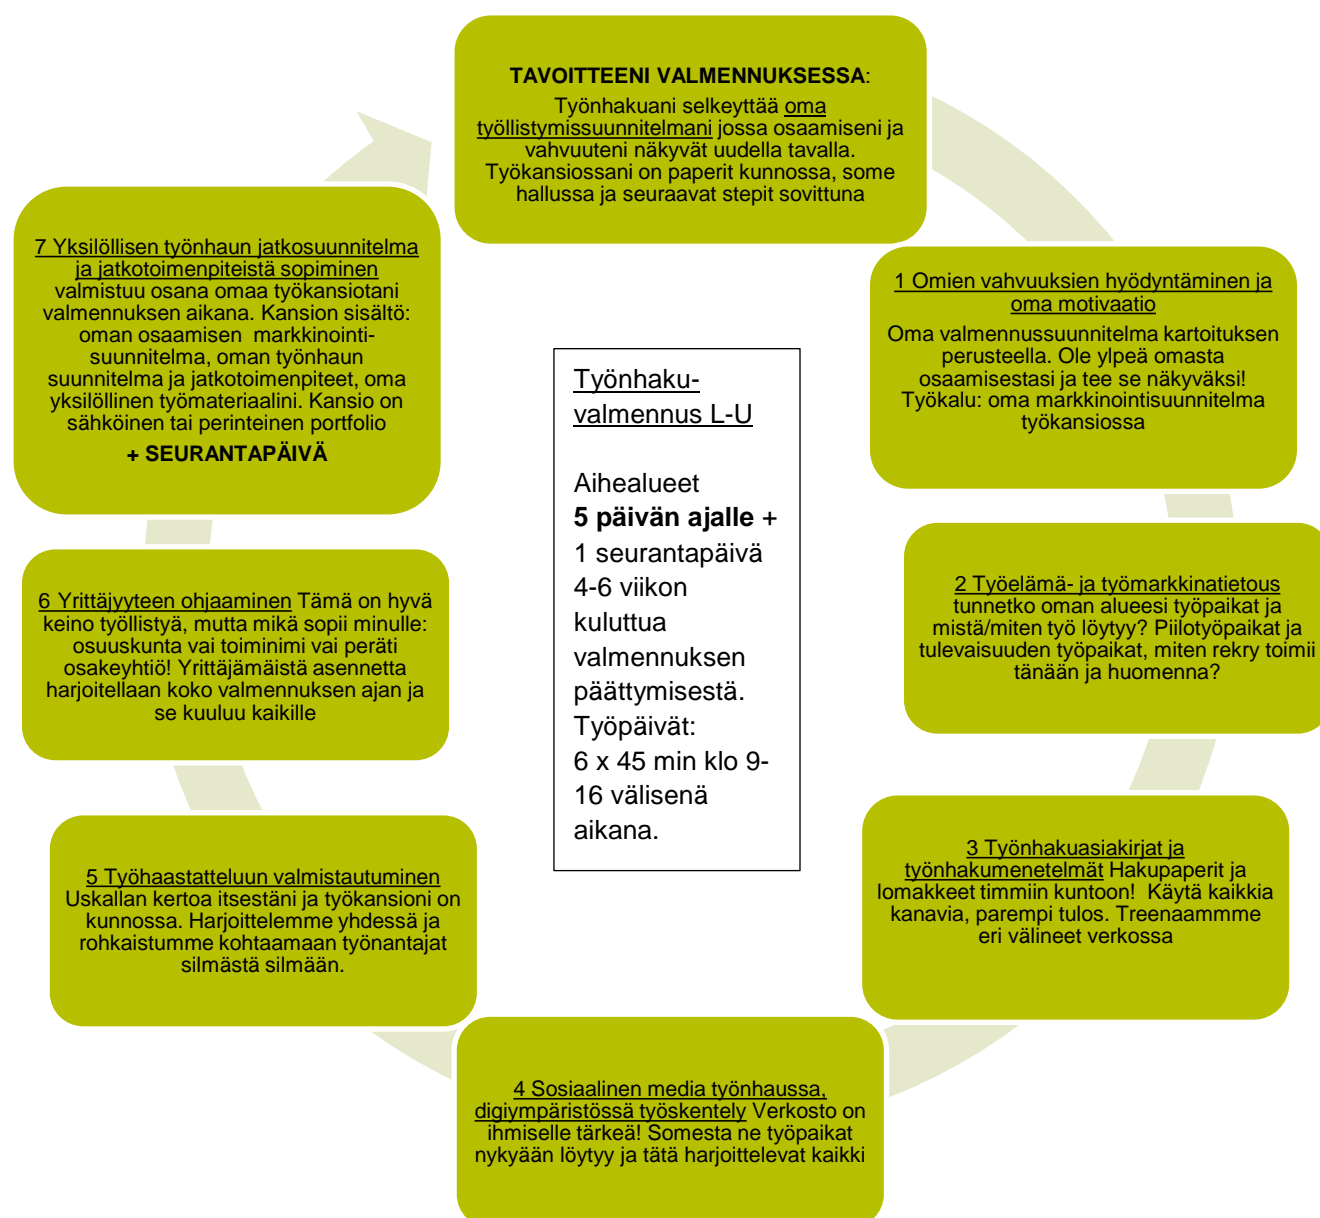 TAVOITTEENI VALMENNUKSESSA:
Työnhakuani selkeyttää oma
työllistymissuunnitelmani jossa osaamiseni ja
vahvuuteni näkyvät uudella tavalla.
Työkansiossani on paperit kunnossa, some
hallussa ja seuraavat stepit sovittuna
1 Omien vahvuuksien hyödyntäminen ja
oma motivaatio
Oma valmennussuunnitelma kartoituksen
perusteella. Ole ylpeä omasta
osaamisestasi ja tee se näkyväksi!
Työkalu: oma markkinointisuunnitelma
työkansiossa
2 Työelämä- ja työmarkkinatietous
tunnetko oman alueesi työpaikat ja
mistä/miten työ löytyy? Piilotyöpaikat ja
tulevaisuuden työpaikat, miten rekry toimii
tänään ja huomenna?
3 Työnhakuasiakirjat ja
työnhakumenetelmät Hakupaperit ja
lomakkeet timmiin kuntoon!  Käytä kaikkia
kanavia, parempi tulos. Treenaammme
eri välineet verkossa
4 Sosiaalinen media työnhaussa,
digiympäristössä työskentely Verkosto on
ihmiselle tärkeä! Somesta ne työpaikat
nykyään löytyy ja tätä harjoittelevat kaikki
5 Työhaastatteluun valmistautuminen
Uskallan kertoa itsestäni ja työkansioni on
kunnossa. Harjoittelemme yhdessä ja
rohkaistumme kohtaamaan työnantajat
silmästä silmään.
6 Yrittäjyyteen ohjaaminen Tämä on hyvä
keino työllistyä, mutta mikä sopii minulle:
osuuskunta vai toiminimi vai peräti
osakeyhtiö! Yrittäjämäistä asennetta
harjoitellaan koko valmennuksen ajan ja
se kuuluu kaikille
7 Yksilöllisen työnhaun jatkosuunnitelma
ja jatkotoimenpiteistä sopiminen
valmistuu osana omaa työkansiotani
valmennuksen aikana. Kansion sisältö:
oman osaamisen  markkinointi-
suunnitelma, oman työnhaun
suunnitelma ja jatkotoimenpiteet, oma
yksilöllinen työmateriaalini. Kansio on
sähköinen tai perinteinen portfolio
+ SEURANTAPÄIVÄ
Työnhaku-
valmennus L-U
Aihealueet
5 päivän ajalle +
1 seurantapäivä
4-6 viikon
kuluttua
valmennuksen
päättymisestä.
Työpäivät:
6 x 45 min klo 9-
16 välisenä
aikana.